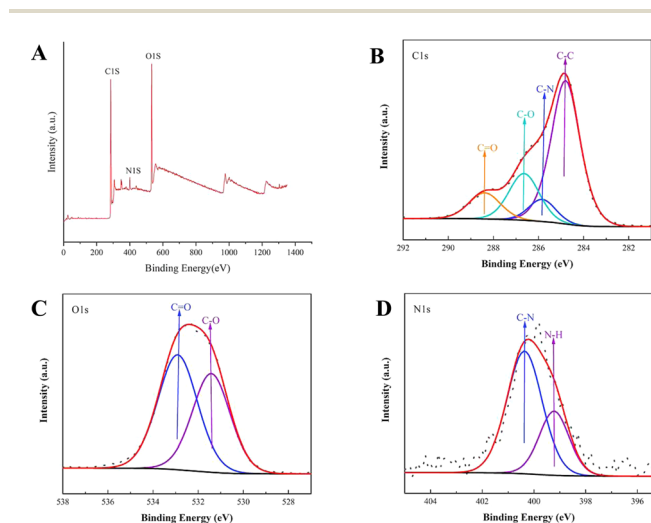 A
C1S
O1S
N1S
Intensity (a.u.)
0 200 400 600 800 1000 1200 1400
Binding Energy(eV)
B
C1s
C-C
C-N
C-O
C=O
Intensity (a.u.)
292 290 288 286 284 282
Binding Energy (eV)
C
O1s
C=O
C-O
Intensity (a.u.)
538 536 534 532 530 528
Binding Energy (eV)
D
N1s
C-N
N-H
Intensity (a.u.)
404 402 400 398 396
Binding Energy (eV)